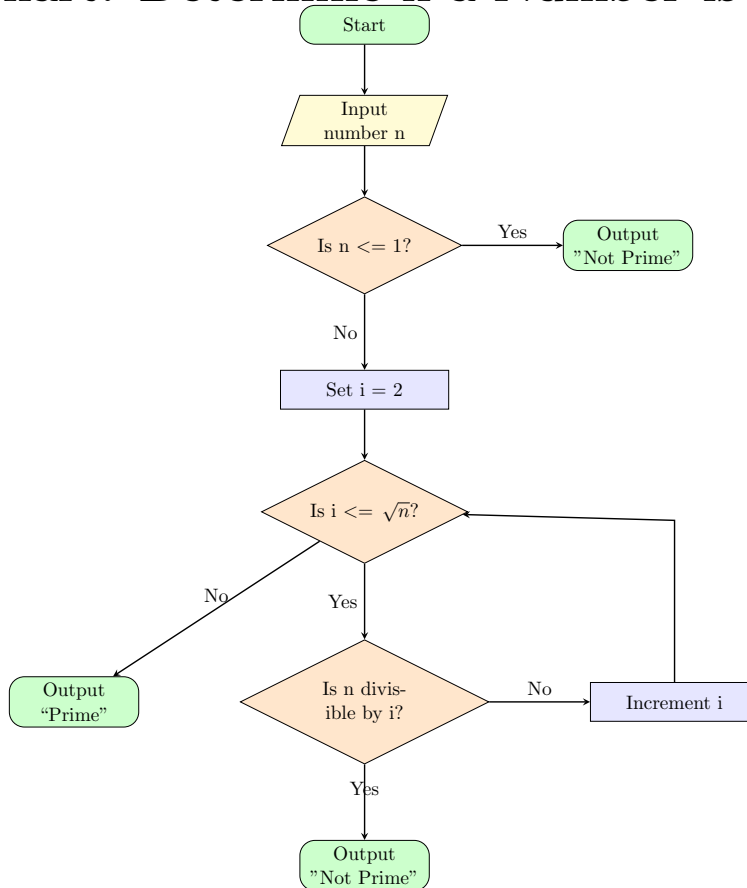 Start
Input
number n
Is n <= 1?
Yes
Output
"Not Prime"
No
Set i = 2
Is i <= √n?
No
Yes
Output
“Prime”
Is n divis-
ible by i?
No
Increment i
Yes
Output
"Not Prime"